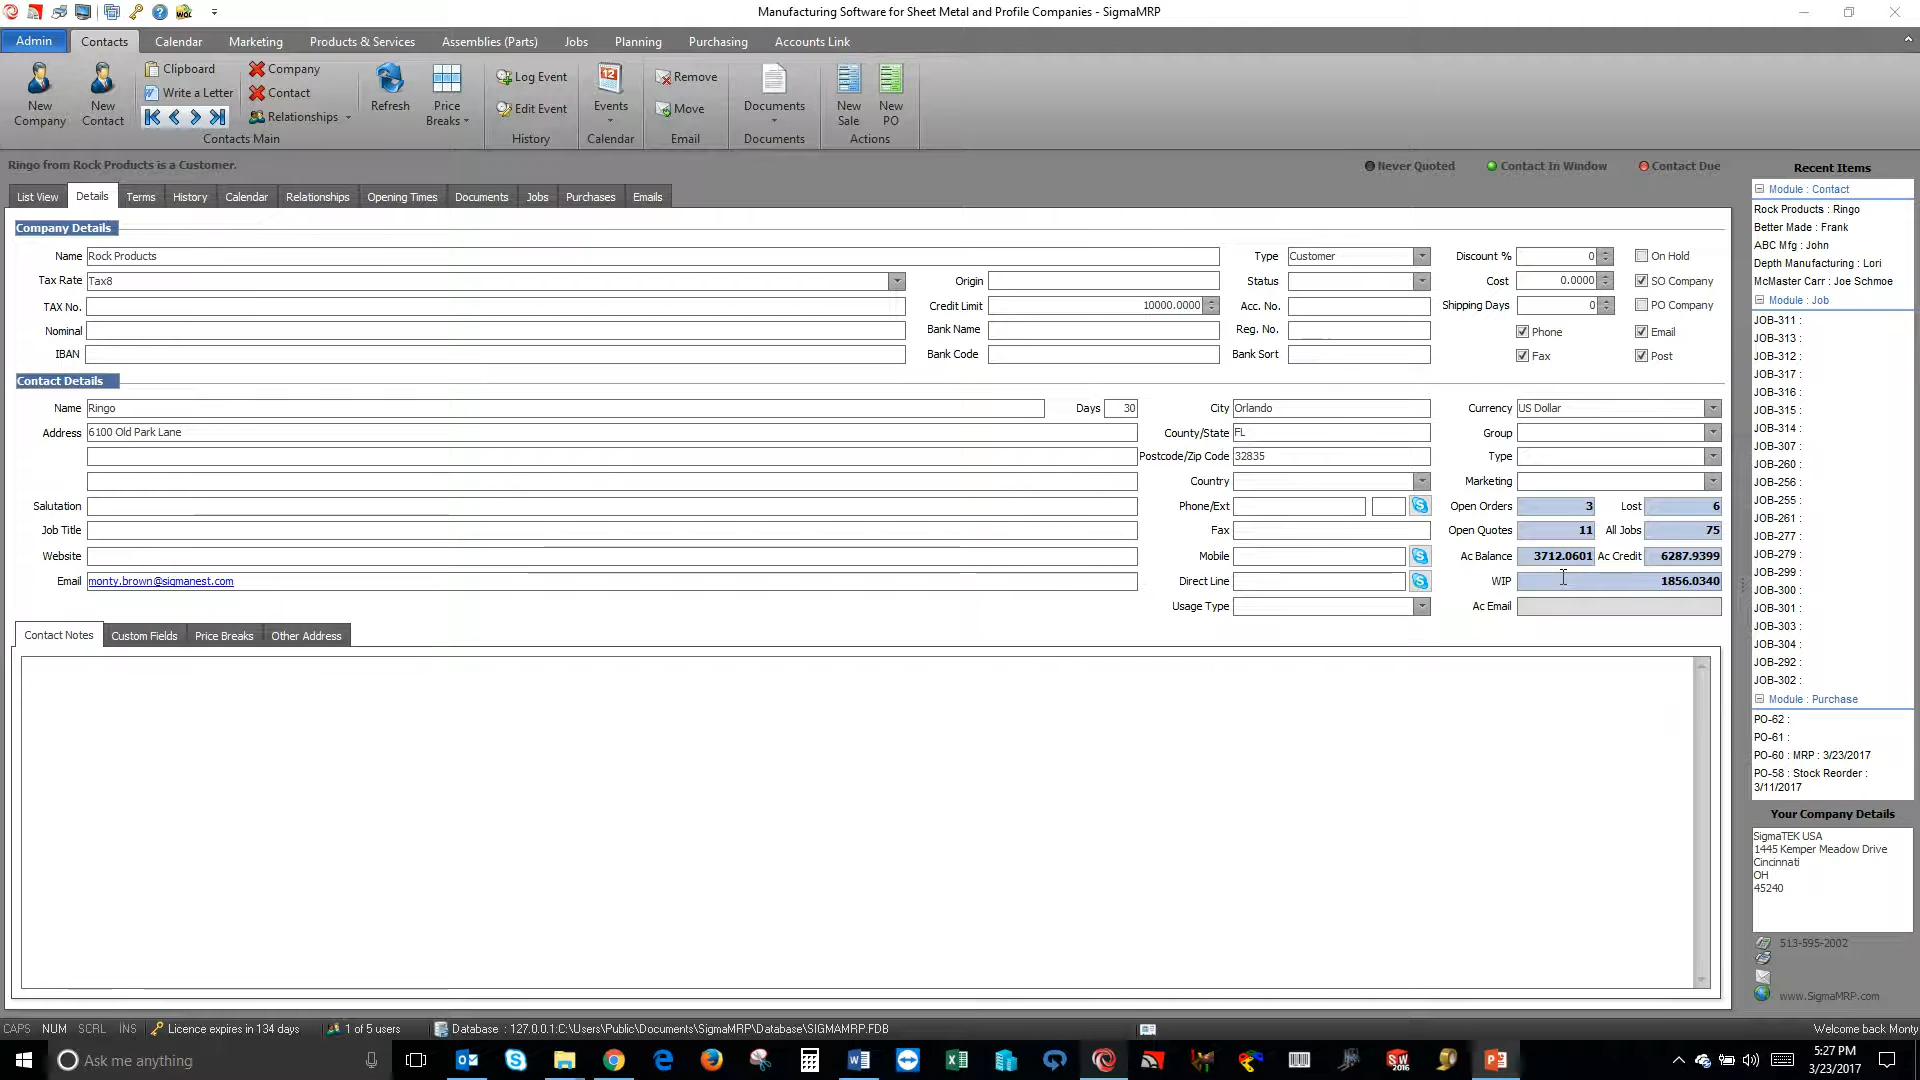 Manufacturing Software for Sheet Metal and Profile Companies - SigmaMRP
Admin Contacts Calendar Marketing Products & Services Assemblies (Parts) Jobs Planning Purchasing Accounts Link
New Company
New Contact
Clipboard
Write a Letter
Company
Contact
Relationships
Contacts Main
Refresh
Price Breaks
Log Event
Edit Event
History
12
Events
Calendar
Remove
Move
Email
Documents
Documents
New Sale
New PO
Actions
Ringo from Rock Products is a Customer.
Never Quoted Contact In Window Contact Due
List View Details Terms History Calendar Relationships Opening Times Documents Jobs Purchases Emails
Company Details
Name Rock Products Type Customer Discount % 0 On Hold
Tax Rate Tax8 Origin Status Cost 0.0000 SO Company
TAX No. Credit Limit 10000.0000 Acc. No. Shipping Days 0 PO Company
Nominal Bank Name Reg. No. Phone Email
IBAN Bank Code Bank Sort Fax Post
Contact Details
Name Ringo Days 30 City Orlando Currency US Dollar
Address 6100 Old Park Lane County/State FL Group
Postcode/Zip Code 32835 Type
Country Marketing
Salutation Phone/Ext Open Orders 3 Lost 6
Job Title Fax Open Quotes 11 All Jobs 75
Website Mobile Ac Balance 3712.0601 Ac Credit 6287.9399
Email monty.brown@sigmanest.com Direct Line WIP 1856.0340
Usage Type Ac Email
Contact Notes Custom Fields Price Breaks Other Address
Recent Items
Module : Contact
Rock Products : Ringo
Better Made : Frank
ABC Mfg : John
Depth Manufacturing : Lori
McMaster Carr : Joe Schmoe
Module : Job
JOB-311 :
JOB-313 :
JOB-312 :
JOB-317 :
JOB-316 :
JOB-315 :
JOB-314 :
JOB-307 :
JOB-260 :
JOB-256 :
JOB-255 :
JOB-261 :
JOB-277 :
JOB-279 :
JOB-299 :
JOB-300 :
JOB-301 :
JOB-303 :
JOB-304 :
JOB-292 :
JOB-302 :
Module : Purchase
PO-62 :
PO-61 :
PO-60 : MRP : 3/23/2017
PO-58 : Stock Reorder :
3/11/2017
Your Company Details
SigmaTEK USA
1445 Kemper Meadow Drive
Cincinnati
OH
45240
513-595-2002
www.SigmaMRP.com
CAPS NUM SCRL INS Licence expires in 134 days 1 of 5 users Database : 127.0.0.1:C:\Users\Public\Documents\SigmaMRP\Database\SIGMAMRP.FDB Welcome back Monty
Ask me anything
SW
2016
5:27 PM
3/23/2017